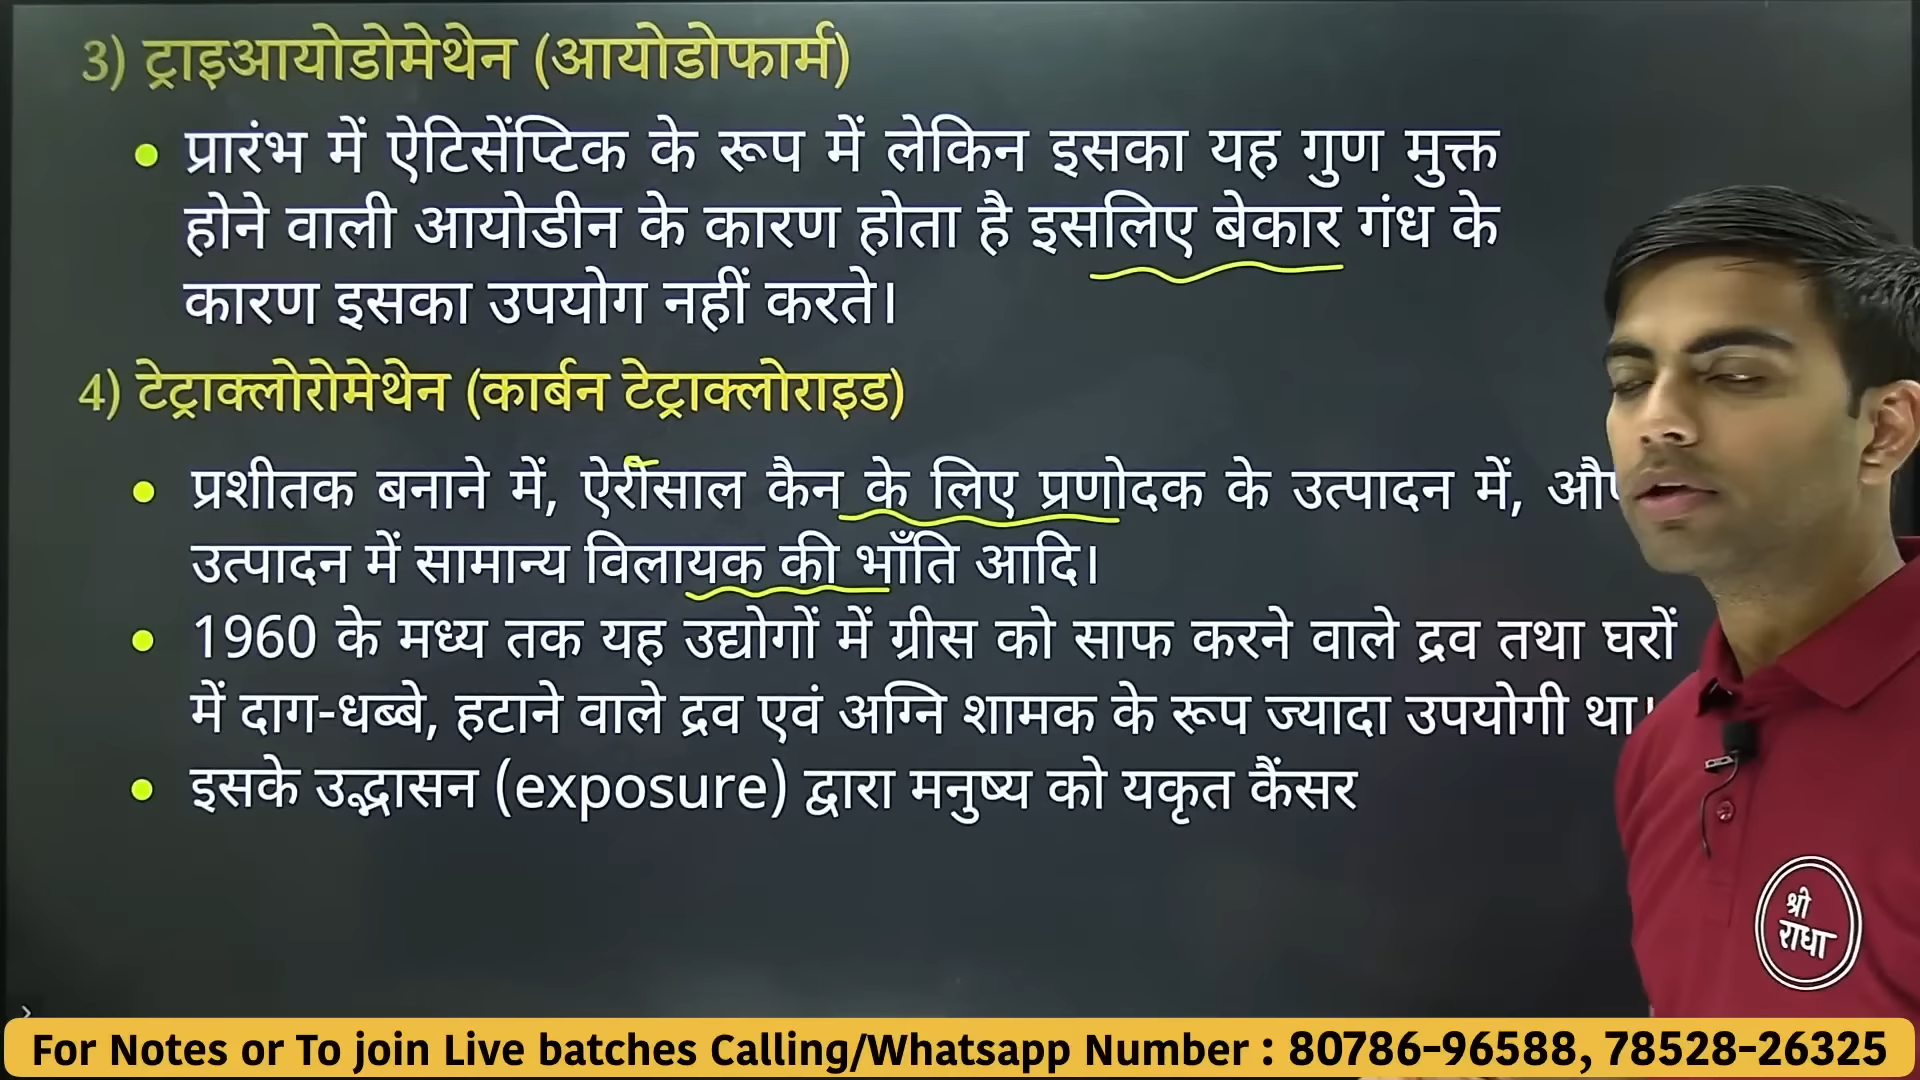 3) ट्राइआयोडोमेथेन (आयोडोफार्म)
• प्रारंभ में ऐटिसेंप्टिक के रूप में लेकिन इसका यह गुण मुक्त
होने वाली आयोडीन के कारण होता है इसलिए बेकार गंध के
कारण इसका उपयोग नहीं करते।
4) टेट्राक्लोरोमेथेन (कार्बन टेट्राक्लोराइड)
• प्रशीतक बनाने में, कैन के लिए प्रणोदक के उत्पादन में,
उत्पादन में सामान्य विलायक की भाँति आदि।
• 1960 के मध्य तक यह उद्योगों में ग्रीस को साफ करने वाले द्रव तथा घरों
में दाग-धब्बे, हटाने वाले द्रव एवं अग्नि शामक के रूप ज्यादा उपयोगी था।
• इसके उद्भासन (exposure) द्वारा मनुष्य को यकृत कैंसर
श्री
राधा
For Notes or To join Live batches Calling/Whatsapp Number : 80786-96588, 78528-26325